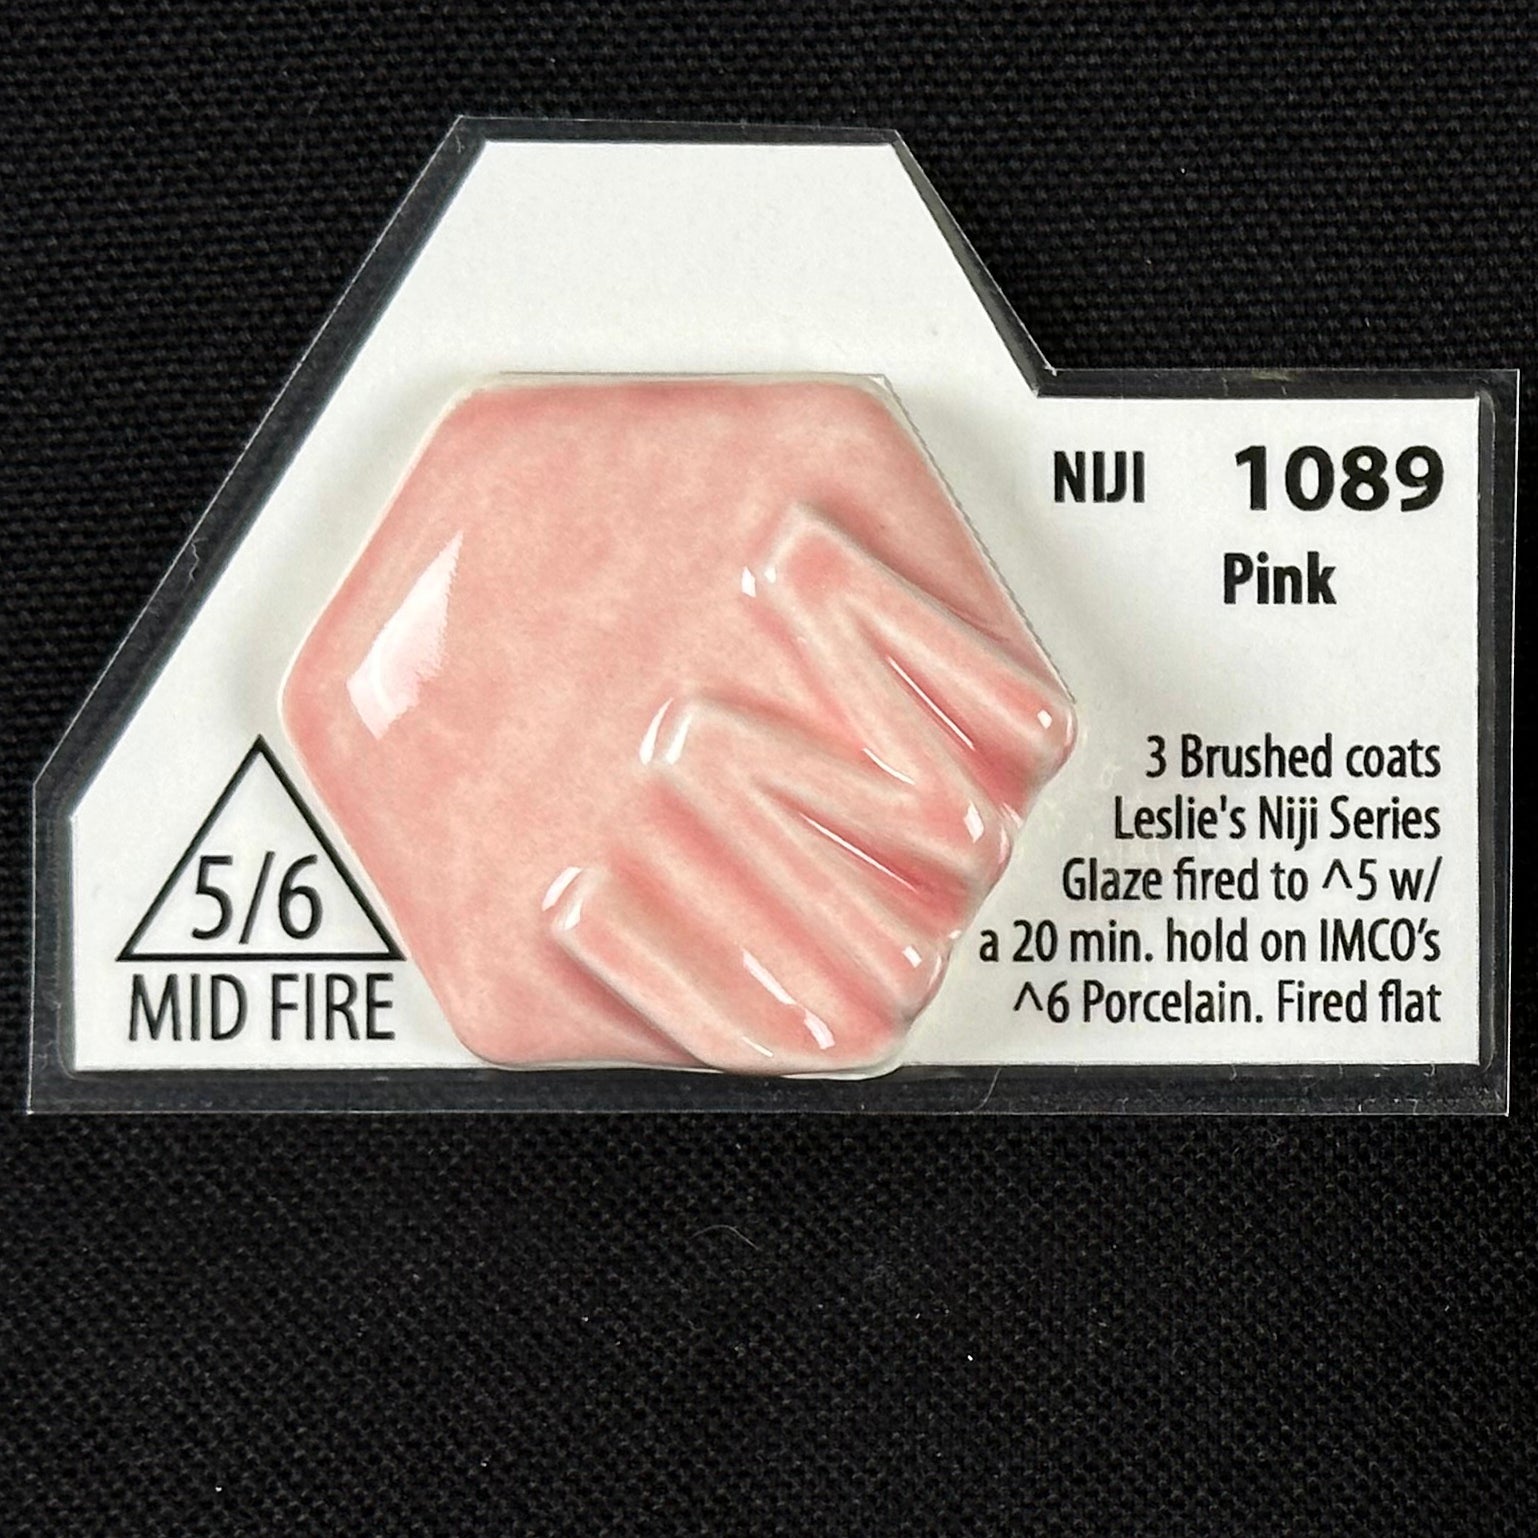 NIJI 1089
Pink
3 Brushed coats
Leslie's Niji Series
Glaze fired to ^5 w/
a 20 min. hold on IMCO’s
^6 Porcelain. Fired flat
5/6
MID FIRE